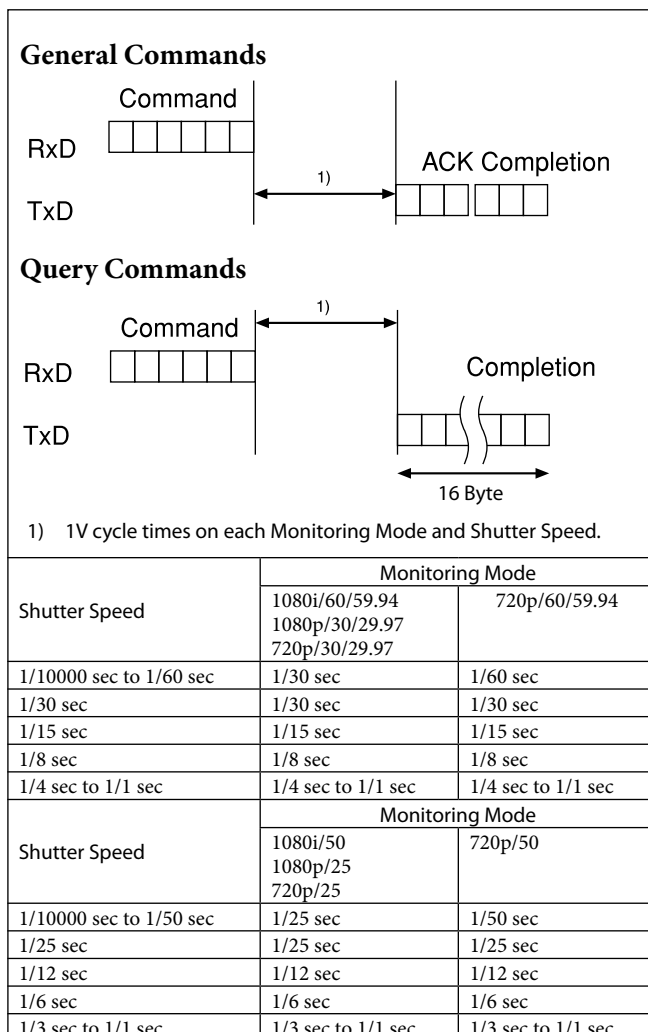 General Commands
Command
RxD
1)
ACK Completion
TxD
Query Commands
1)
Command
RxD
Completion
TxD
16 Byte
1) 1V cycle times on each Monitoring Mode and Shutter Speed.
Shutter Speed
Monitoring Mode
1080i/60/59.94
1080p/30/29.97
720p/30/29.97
720p/60/59.94
1/10000 sec to 1/60 sec 1/30 sec 1/60 sec
1/30 sec 1/30 sec 1/30 sec
1/15 sec 1/15 sec 1/15 sec
1/8 sec 1/8 sec 1/8 sec
1/4 sec to 1/1 sec 1/4 sec to 1/1 sec 1/4 sec to 1/1 sec
Shutter Speed
Monitoring Mode
1080i/50
1080p/25
720p/25
720p/50
1/10000 sec to 1/50 sec 1/25 sec 1/50 sec
1/25 sec 1/25 sec 1/25 sec
1/12 sec 1/12 sec 1/12 sec
1/6 sec 1/6 sec 1/6 sec
1/3 sec to 1/1 sec 1/3 sec to 1/1 sec 1/3 sec to 1/1 sec